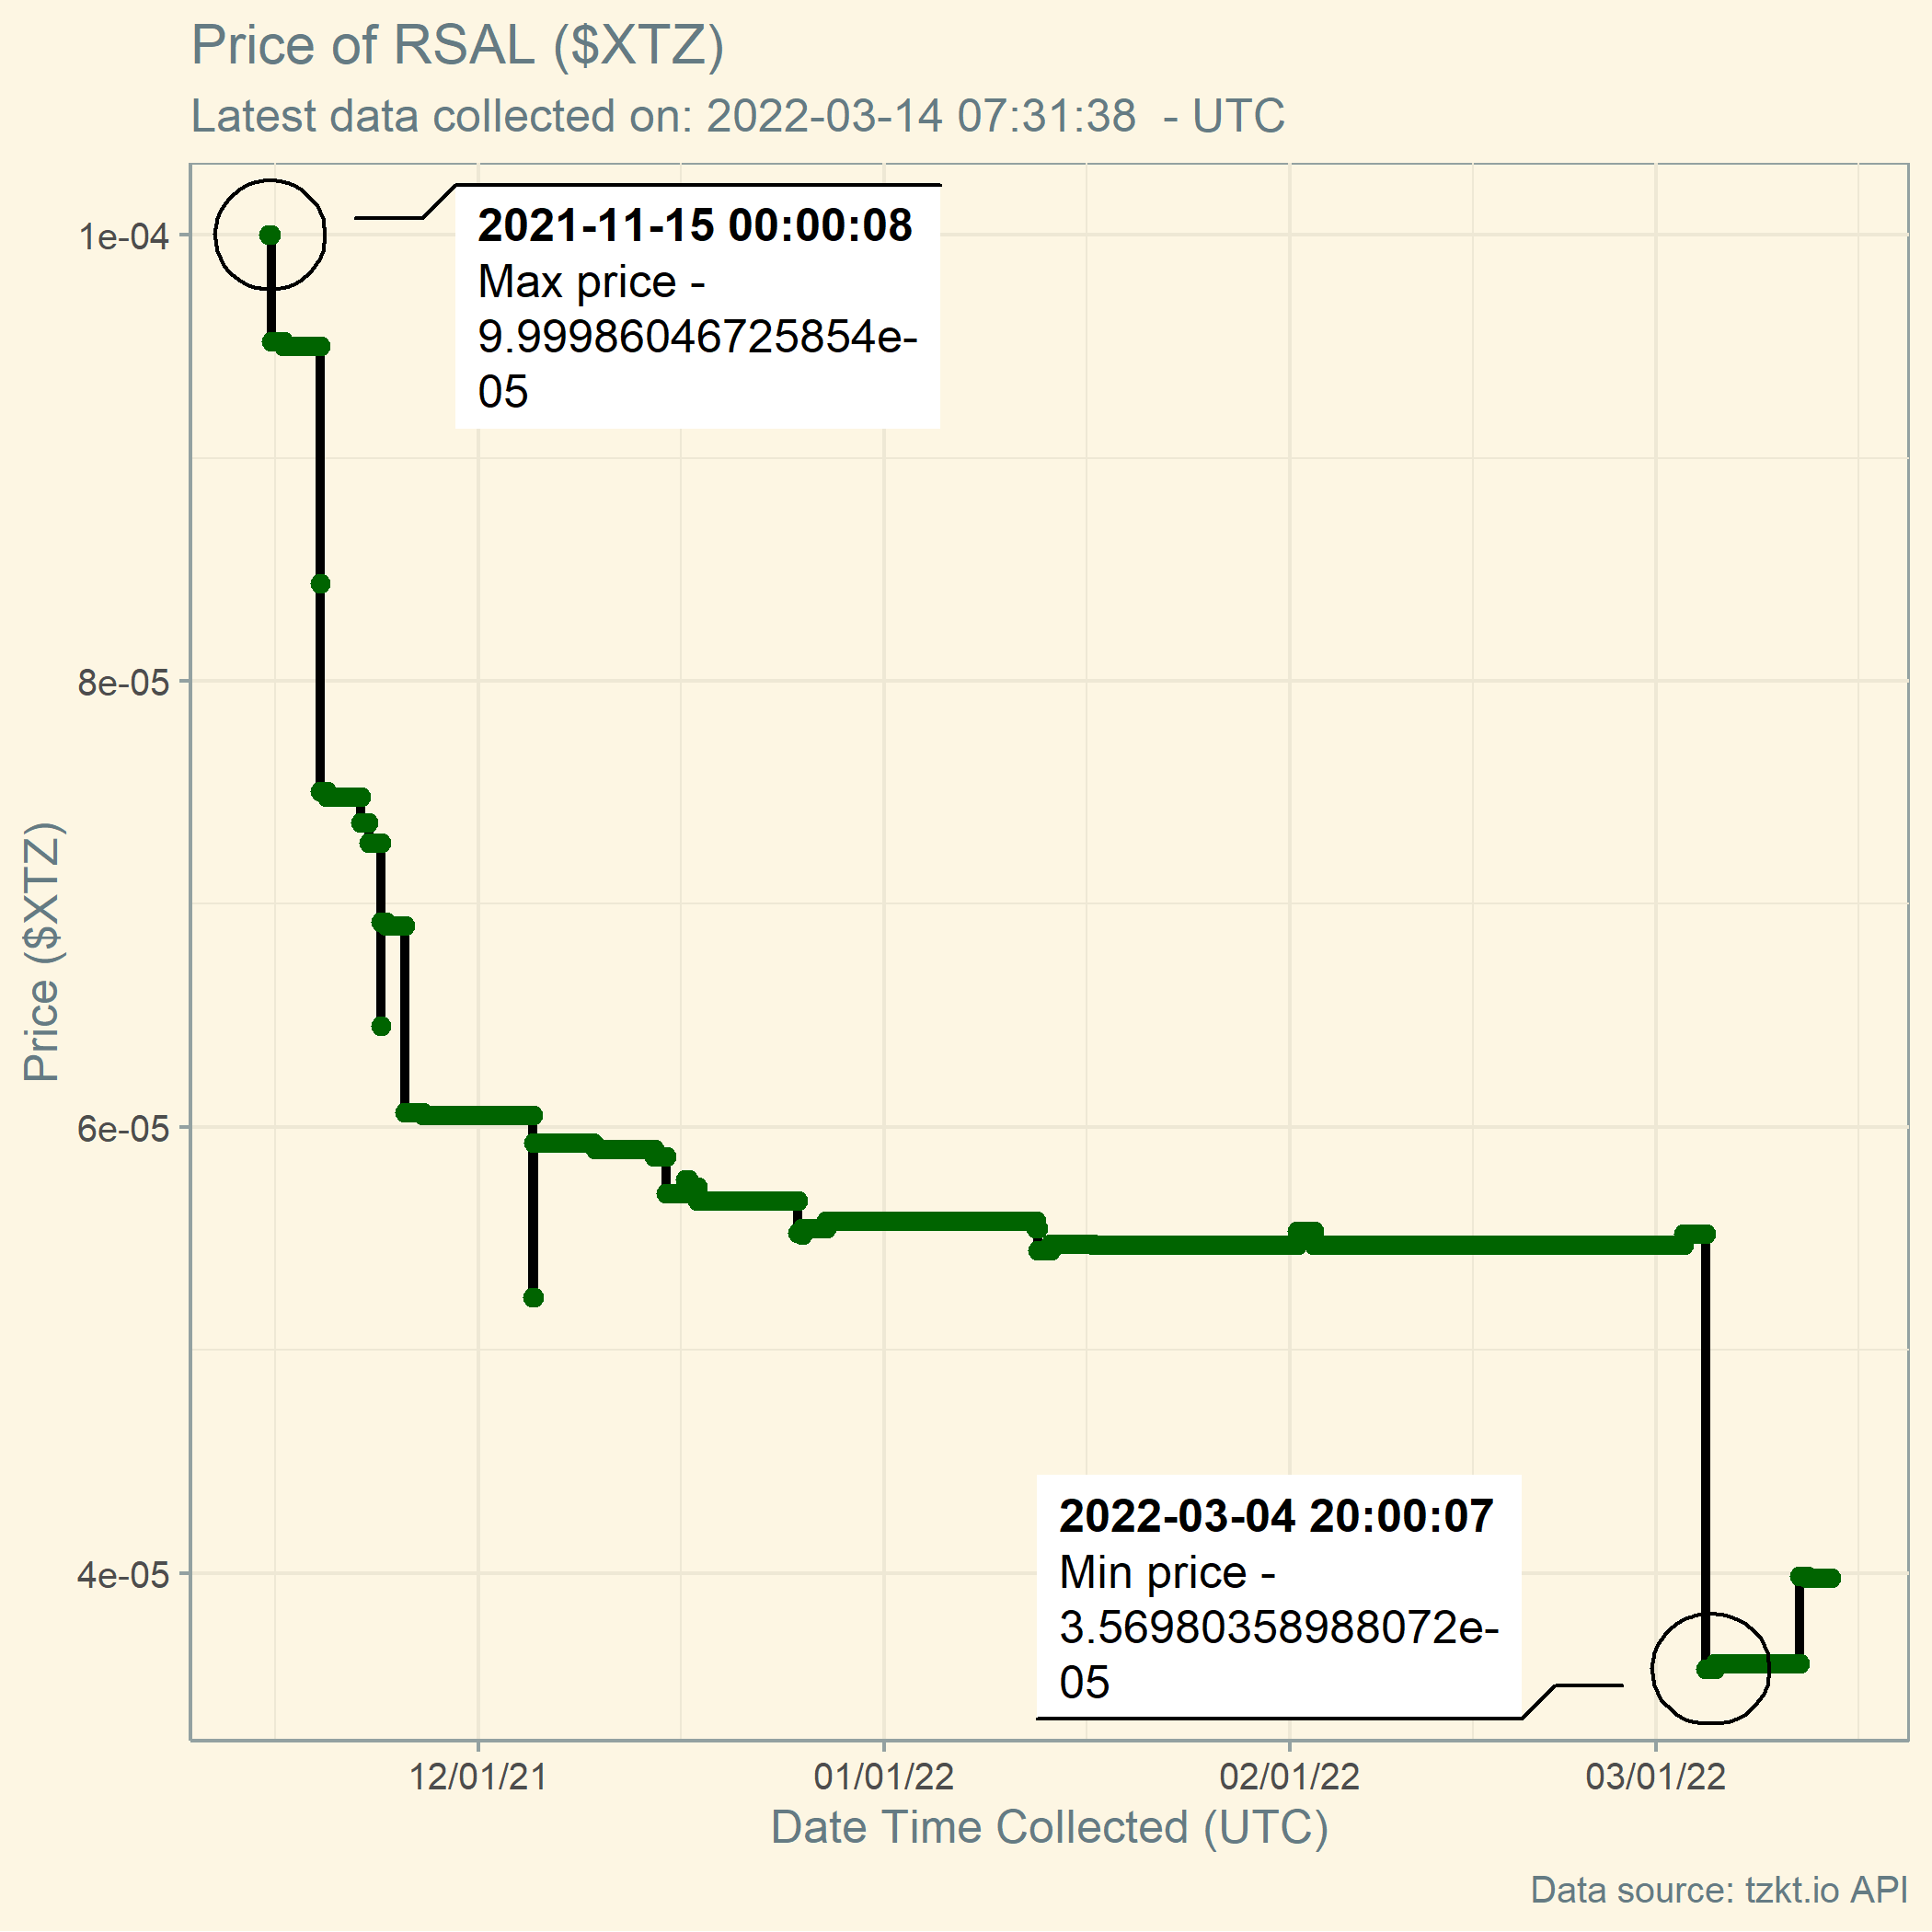 Price of RSAL ($XTZ)
Latest data collected on: 2022-03-14 07:31:38  - UTC
2021-11-15 00:00:08
Max price -
9.99986046725854e-
05
1e-04
8e-05
6e-05
4e-05
Price ($XTZ)
2022-03-04 20:00:07
Min price -
3.56980358988072e-
05
12/01/21
01/01/22
02/01/22
03/01/22
Date Time Collected (UTC)
Data source: tzkt.io API